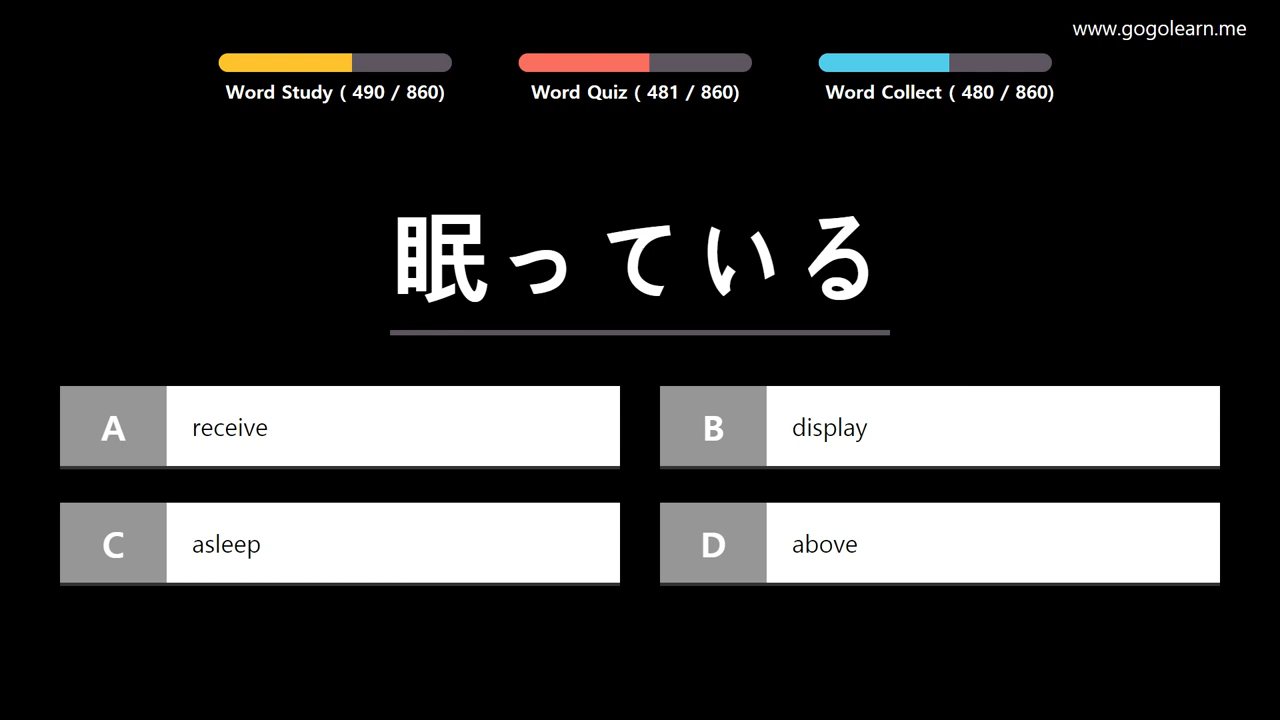 www.gogolearn.me
Word Study ( 490 / 860)
Word Quiz ( 481 / 860)
Word Collect ( 480 / 860)
眠っている
A receive
B display
C asleep
D above